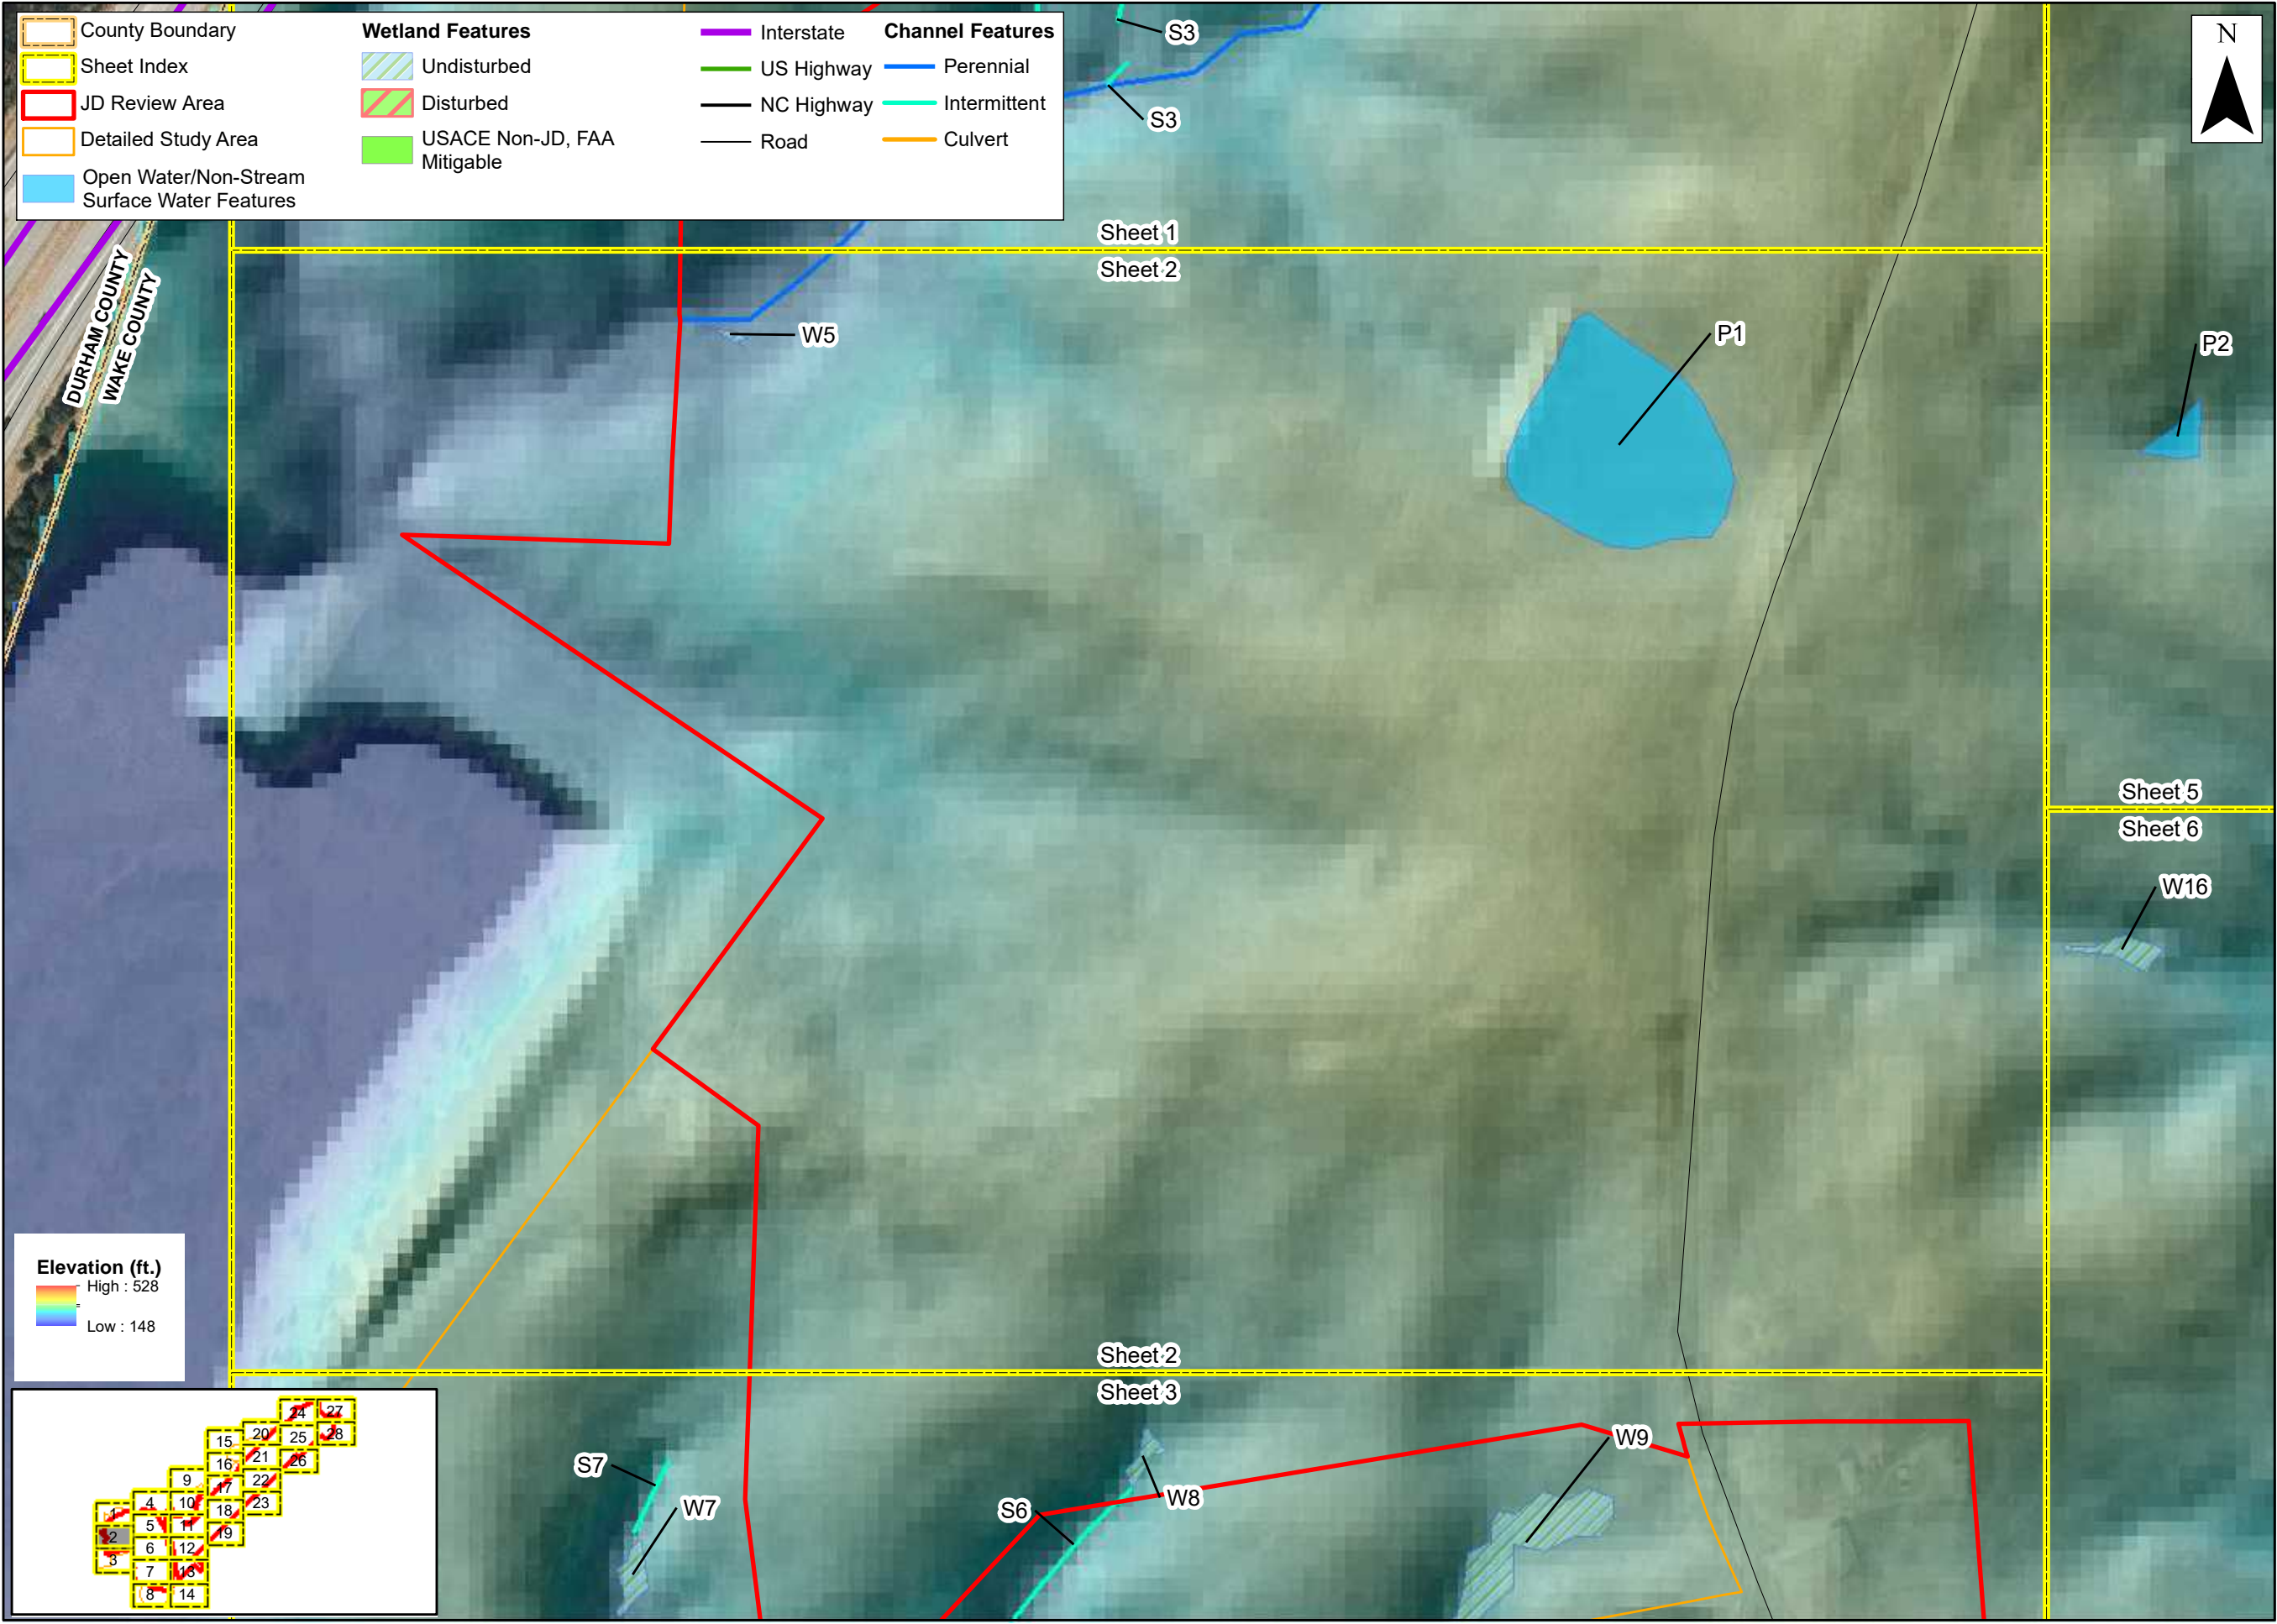 County Boundary
Sheet Index
JD Review Area
Detailed Study Area
Open Water/Non-Stream
Surface Water Features
Wetland Features
Undisturbed
Disturbed
USACE Non-JD, FAA
Mitigable
Interstate
US Highway
NC Highway
Road
Channel Features
Perennial
Intermittent
Culvert
S3
S3
N
Sheet 1
Sheet 2
DURHAM COUNTY
WAKE COUNTY
W5
P1
P2
Sheet 5
Sheet 6
W16
Elevation (ft.)
High : 528
Low : 148
Sheet 2
Sheet 3
S7
W7
S6
W8
W9
24 27
15 20 25 28
16 21 26
9 17 22
1 4 10 18 23
2 5 11 19
3 6 12
7 13
8 14